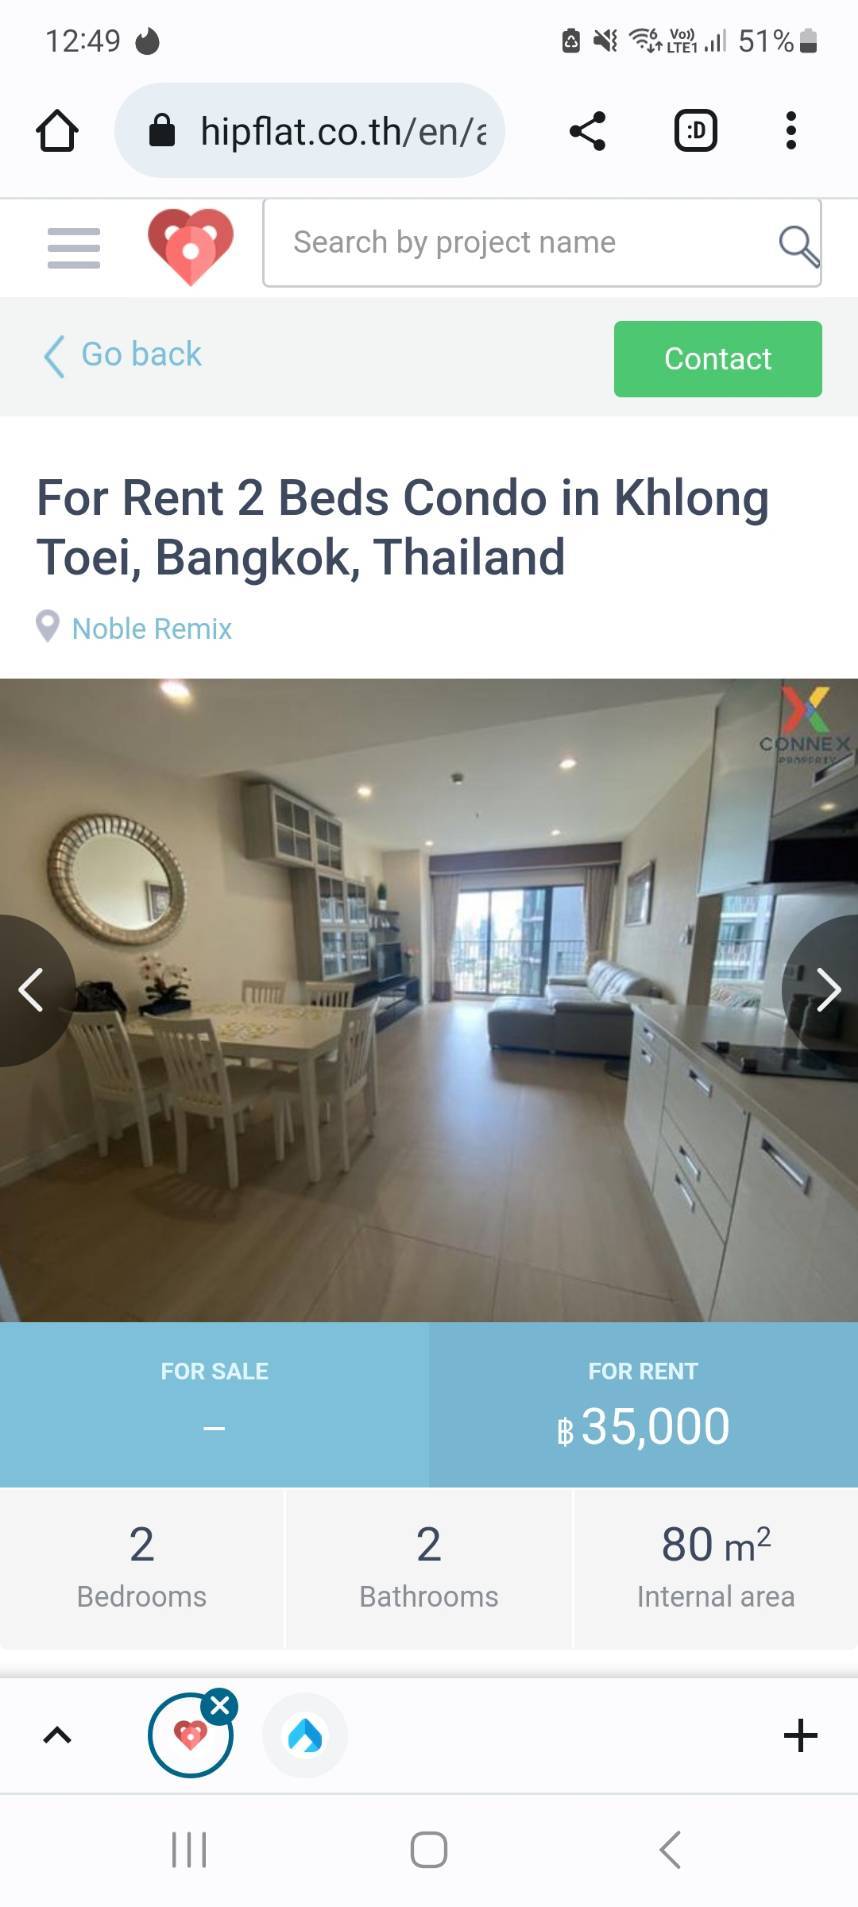 12:49
6 Vo)) LTE1 51%
hipflat.co.th/en/a
:D
Search by project name
Go back
Contact
For Rent 2 Beds Condo in Khlong
Toei, Bangkok, Thailand
Noble Remix
CONNEX
PROPERTY
FOR SALE
–
FOR RENT
฿35,000
2
Bedrooms
2
Bathrooms
80 m²
Internal area